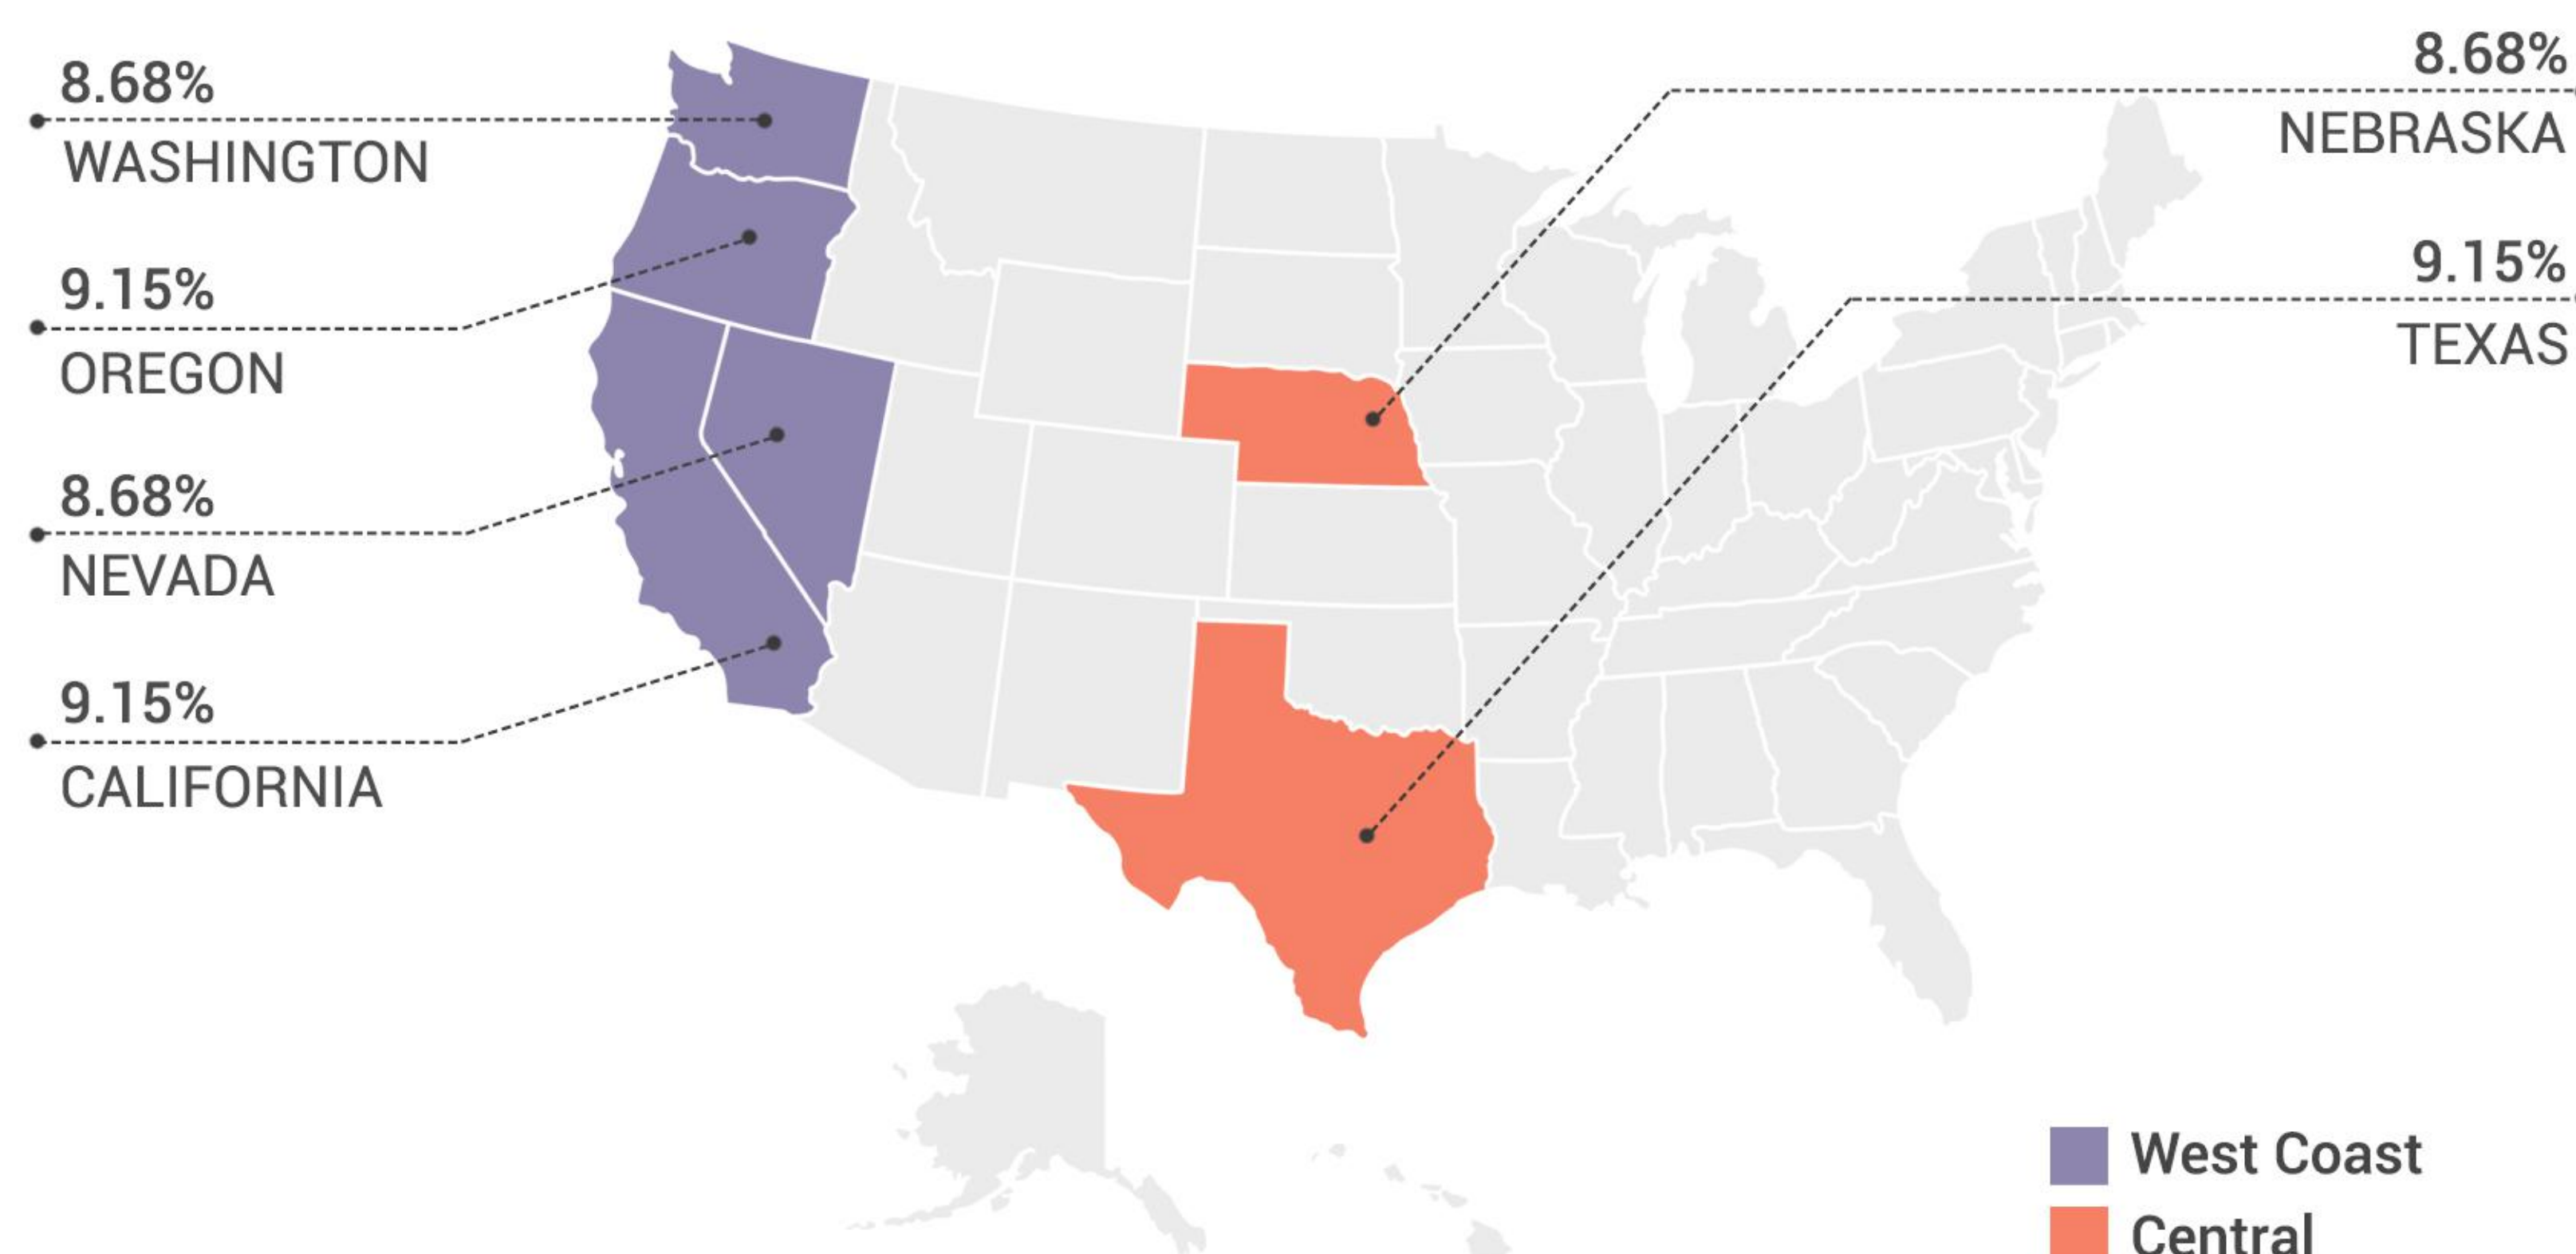 8.68%
WASHINGTON
9.15%
OREGON
8.68%
NEVADA
9.15%
CALIFORNIA
8.68%
NEBRASKA
9.15%
TEXAS
West Coast
Central